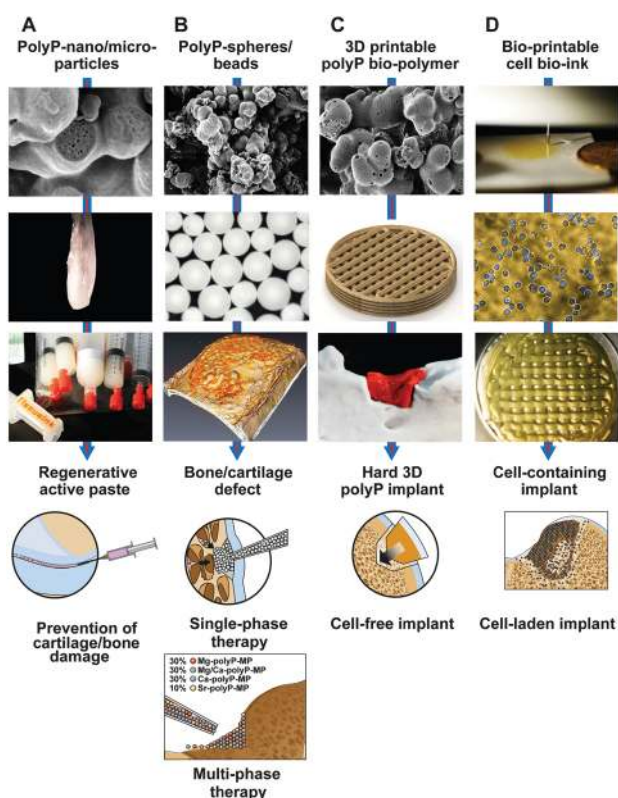 A
PolyP-nano/micro-
particles
Regenerative
active paste
Prevention of
cartilage/bone
damage
B
PolyP-spheres/
beads
Bone/cartilage
defect
Single-phase
therapy
30% Mg-polyP-MP
30% Mg/Ca-polyP-MP
30% Ca-polyP-MP
10% Sr-polyP-MP
Multi-phase
therapy
C
3D printable
polyP bio-polymer
Hard 3D
polyP implant
Cell-free implant
D
Bio-printable
cell bio-ink
Cell-containing
implant
Cell-laden implant